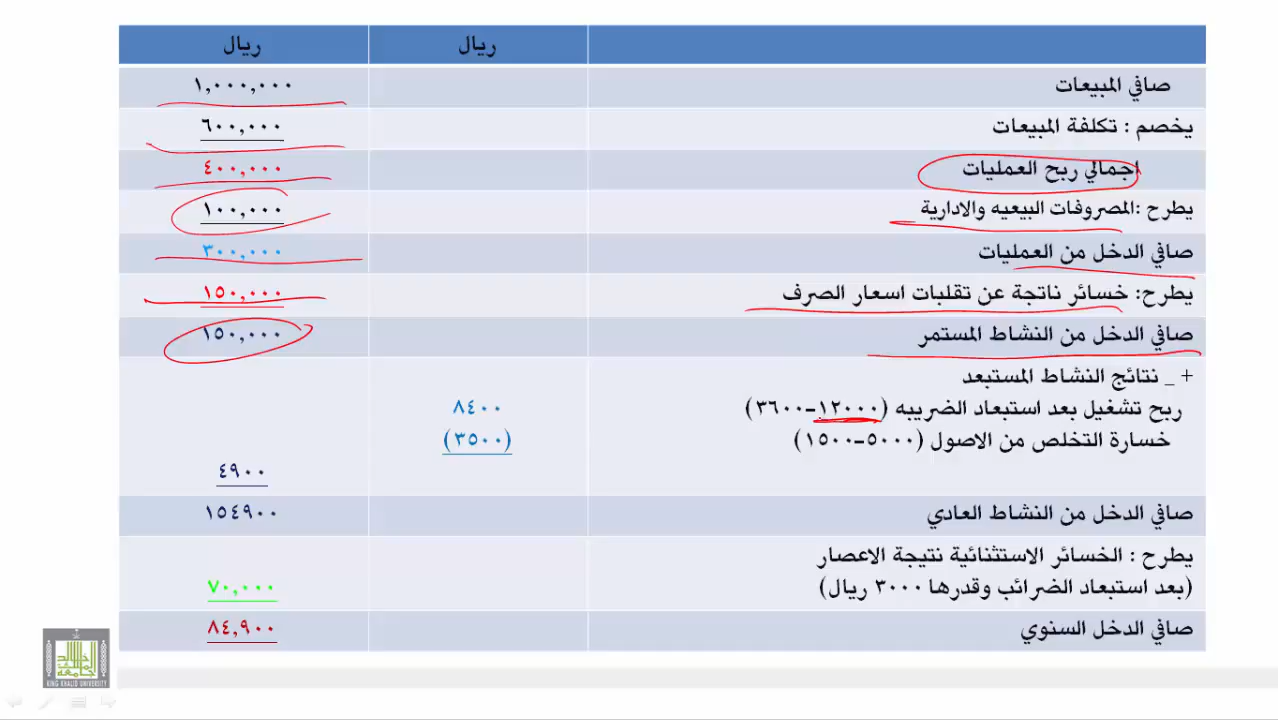 ريال ريال
صافي المبيعات ١,٠٠٠,٠٠٠
يخصم : تكلفة المبيعات ٦٠٠,٠٠٠
اجمالي ربح العمليات ٤٠٠,٠٠٠
يطرح :المصروفات البيعيه والادارية ١٠٠,٠٠٠
صافي الدخل من العمليات ٣٠٠,٠٠٠
يطرح: خسائر ناتجة عن تقلبات اسعار الصرف ١٥٠,٠٠٠
صافي الدخل من النشاط المستمر ١٥٠,٠٠٠
+ _ نتائج النشاط المستبعد
ربح تشغيل بعد استبعاد الضريبه (١٢٠٠٠-٣٦٠٠) ٨٤٠٠
خسارة التخلص من الاصول (٥٠٠٠-١٥٠٠) (٣٥٠٠)
٤٩٠٠
صافي الدخل من النشاط العادي ١٥٤٩٠٠
يطرح : الخسائر الاستثنائية نتيجة الاعصار
(بعد استبعاد الضرائب وقدرها ٣٠٠٠ ريال) ٧٠,٠٠٠
صافي الدخل السنوي ٨٤,٩٠٠
KING KHALID UNIVERSITY